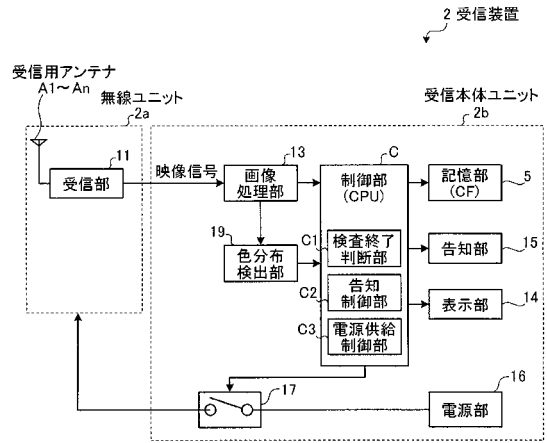 2 受信装置
受信用アンテナ
A1～An
無線ユニット
2a
受信本体ユニット
2b
11
受信部
映像信号
13
画像
処理部
C
制御部
(CPU)
記憶部
(CF)
5
19
色分布
検出部
C1
検査終了
判断部
告知部
15
C2
告知
制御部
表示部
14
C3
電源供給
制御部
17
16
電源部